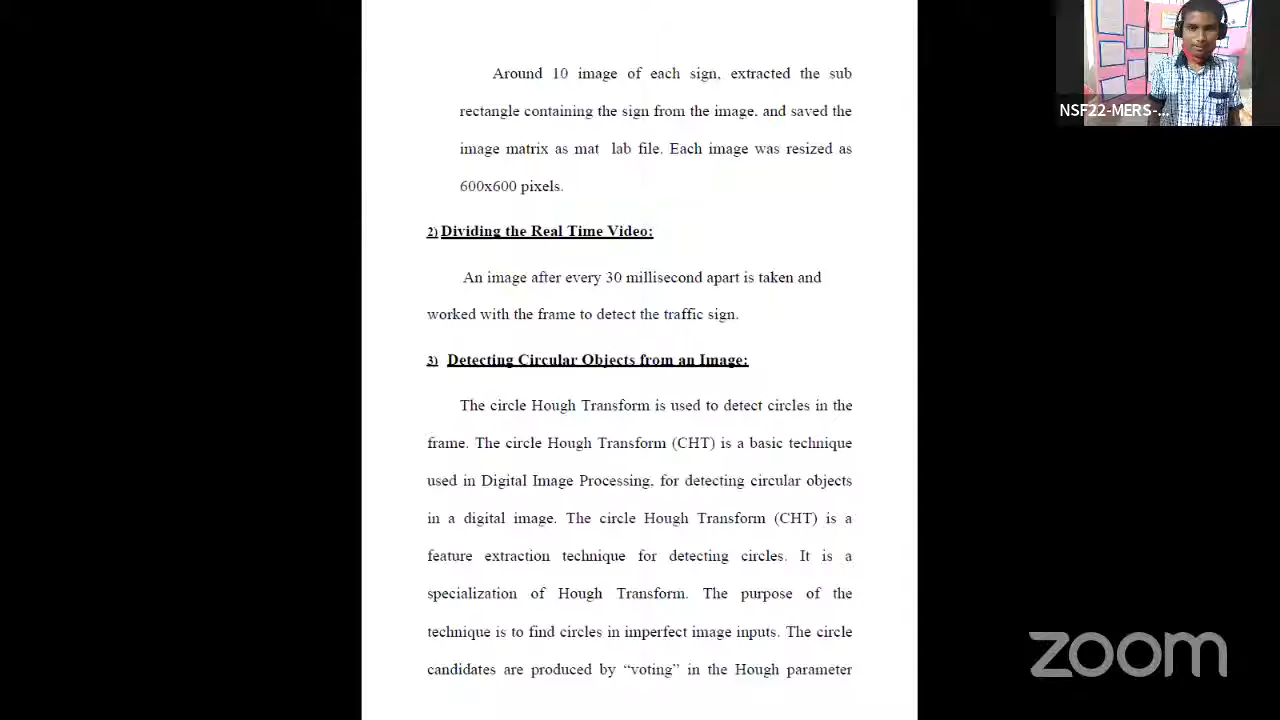 Around 10 image of each sign, extracted the sub
rectangle containing the sign from the image, and saved the
image matrix as mat lab file. Each image was resized as
600x600 pixels.
2) Dividing the Real Time Video:
An image after every 30 millisecond apart is taken and
worked with the frame to detect the traffic sign.
3) Detecting Circular Objects from an Image:
The circle Hough Transform is used to detect circles in the
frame. The circle Hough Transform (CHT) is a basic technique
used in Digital Image Processing, for detecting circular objects
in a digital image. The circle Hough Transform (CHT) is a
feature extraction technique for detecting circles. It is a
specialization of Hough Transform. The purpose of the
technique is to find circles in imperfect image inputs. The circle
candidates are produced by “voting” in the Hough parameter
NSF22-MERS-...
zoom